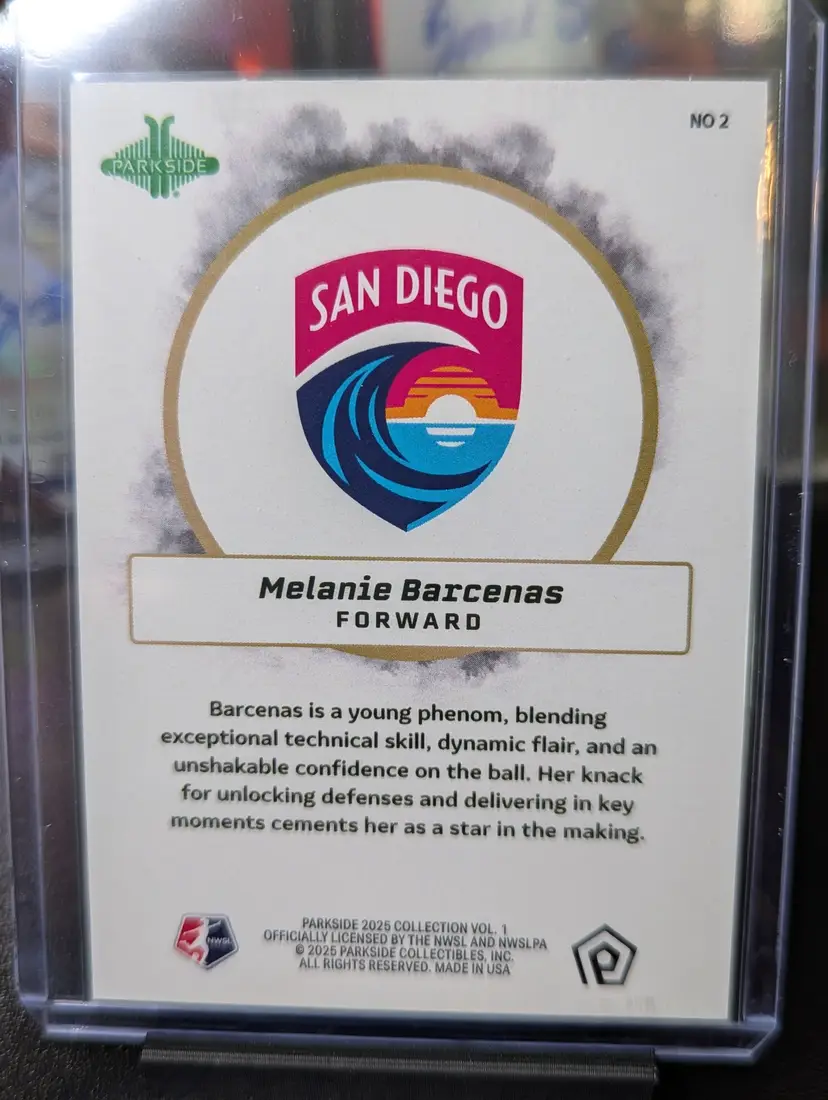 NO 2
PARKSIDE
SAN DIEGO
Melanie Barcenas
FORWARD
Barcenas is a young phenom, blending
exceptional technical skill, dynamic flair, and an
unshakable confidence on the ball. Her knack
for unlocking defenses and delivering in key
moments cements her as a star in the making.
NWSL
PARKSIDE 2025 COLLECTION VOL. 1
OFFICIALLY LICENSED BY THE NWSL AND NWSLPA
© 2025 PARKSIDE COLLECTIBLES, INC.
ALL RIGHTS RESERVED. MADE IN USA